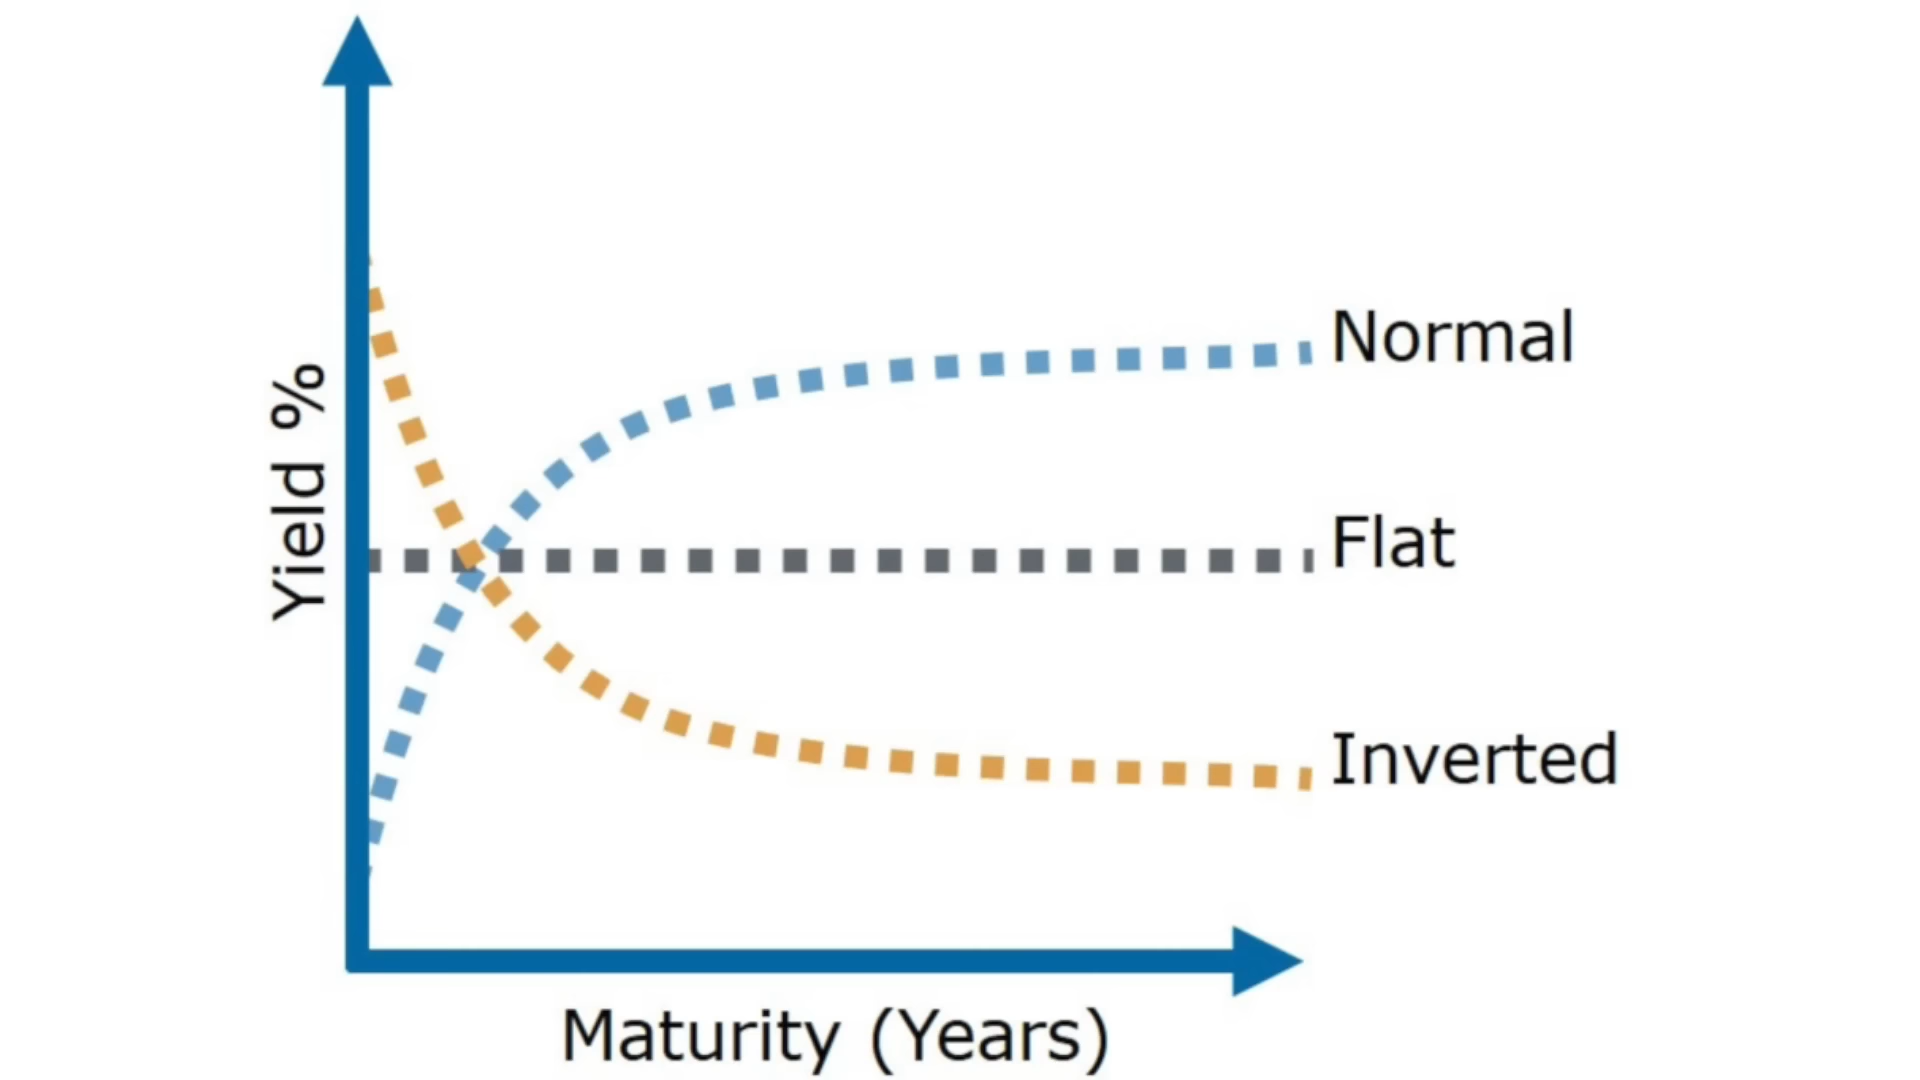 Yield %
Normal
Flat
Inverted
Maturity (Years)